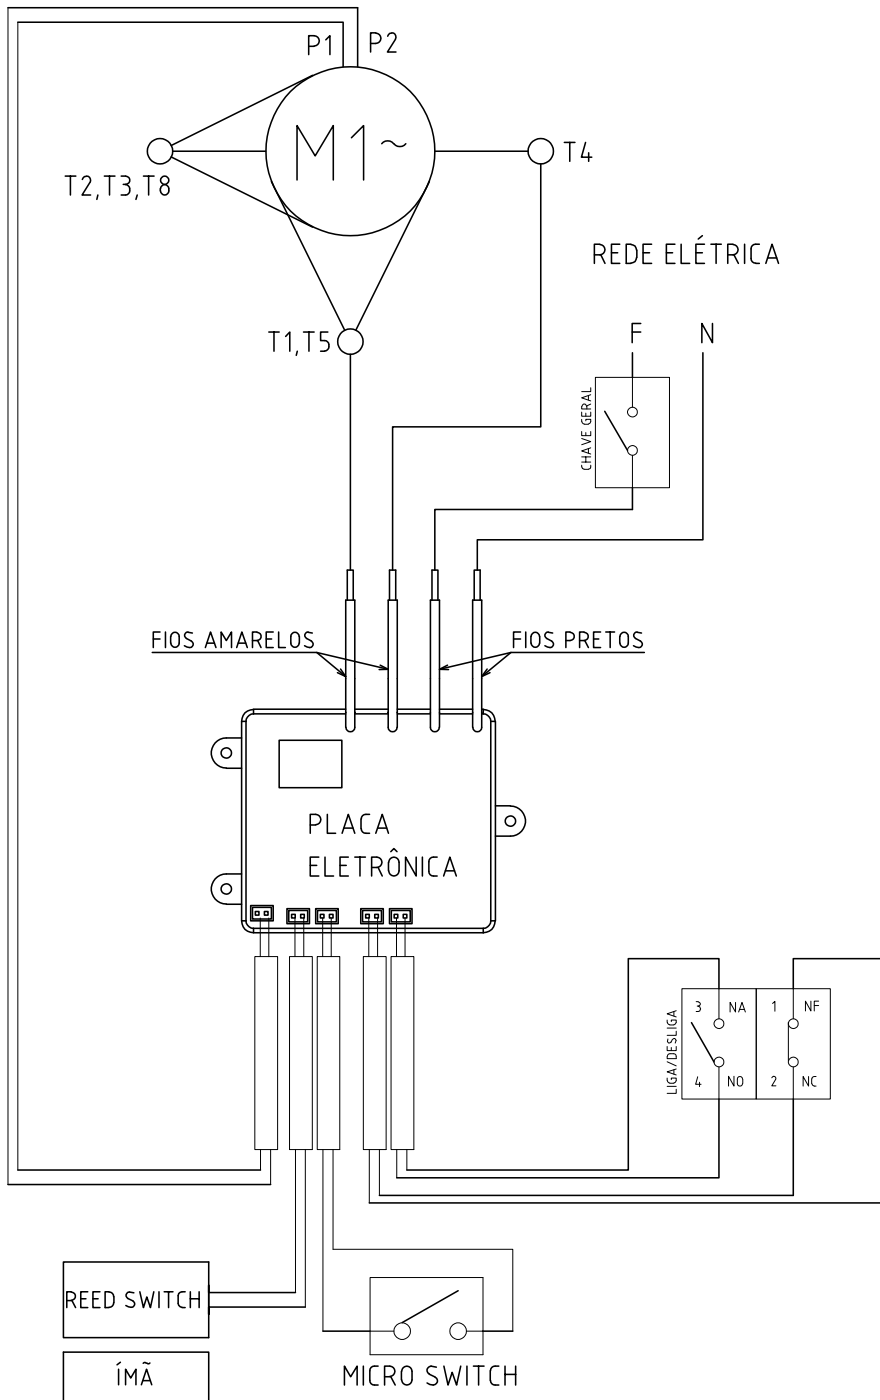 P1
P2
M1~
T2,T3,T8
T4
REDE ELÉTRICA
T1,T5
F
N
CHAVE GERAL
FIOS AMARELOS
FIOS PRETOS
PLACA
ELETRÔNICA
LIGA/DESLIGA
3 NA
1 NF
4 NO
2 NC
REED SWITCH
ÍMÃ
MICRO SWITCH